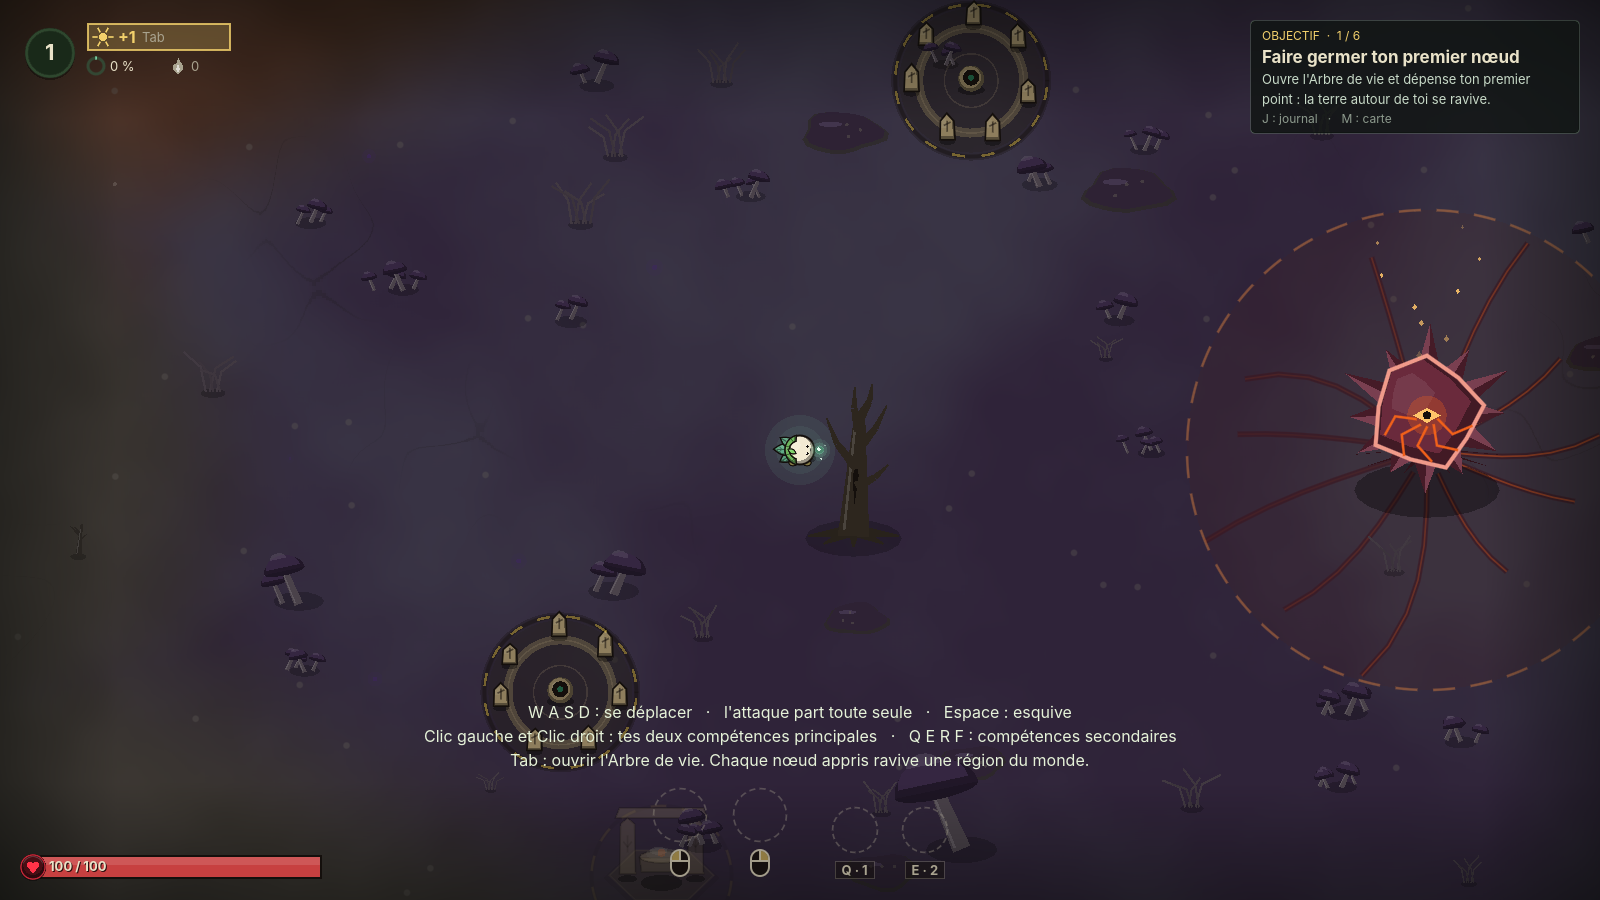 1
+1 Tab
0 %
0
OBJECTIF · 1 / 6
Faire germer ton premier nœud
Ouvre l'Arbre de vie et dépense ton premier
point : la terre autour de toi se ravive.
J : journal · M : carte
W A S D : se déplacer · l'attaque part toute seule · Espace : esquive
Clic gauche et Clic droit : tes deux compétences principales · Q E R F : compétences secondaires
Tab : ouvrir l'Arbre de vie. Chaque nœud appris ravive une région du monde.
100 / 100
Q · 1
E · 2